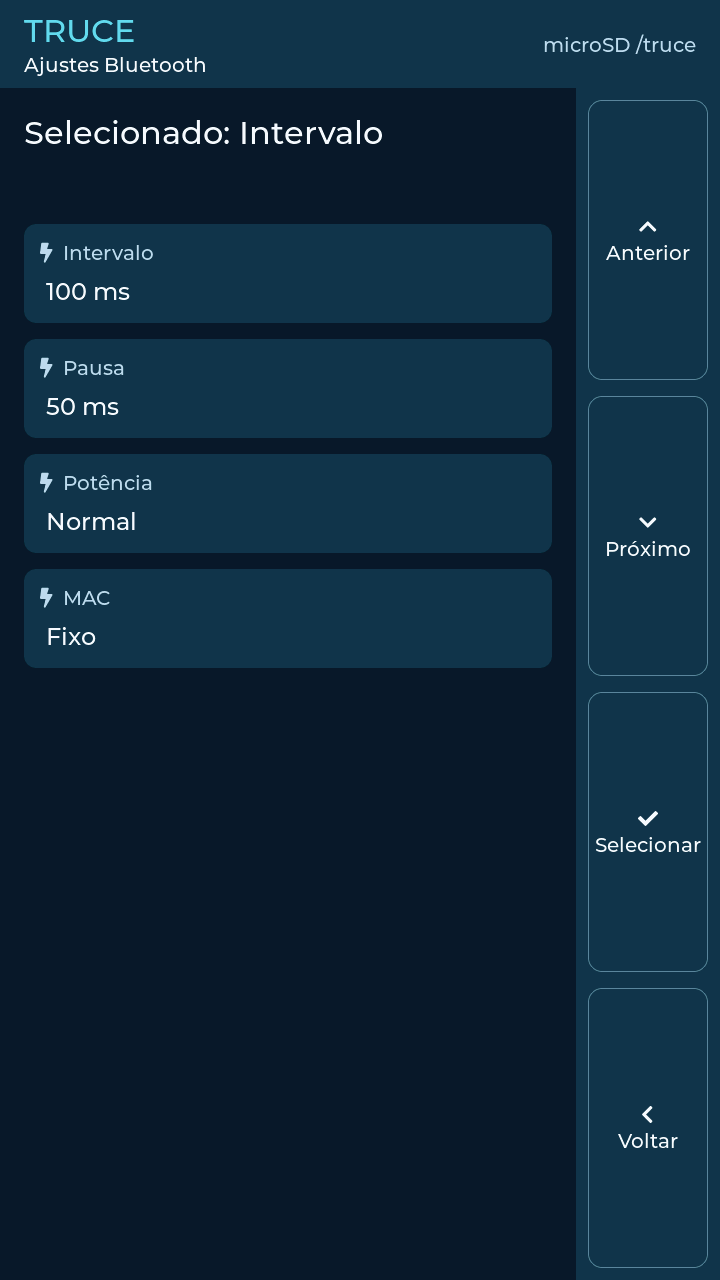 TRUCE
Ajustes Bluetooth
microSD /truce
Selecionado: Intervalo
Intervalo
100 ms
Pausa
50 ms
Potência
Normal
MAC
Fixo
Anterior
Próximo
Selecionar
Voltar